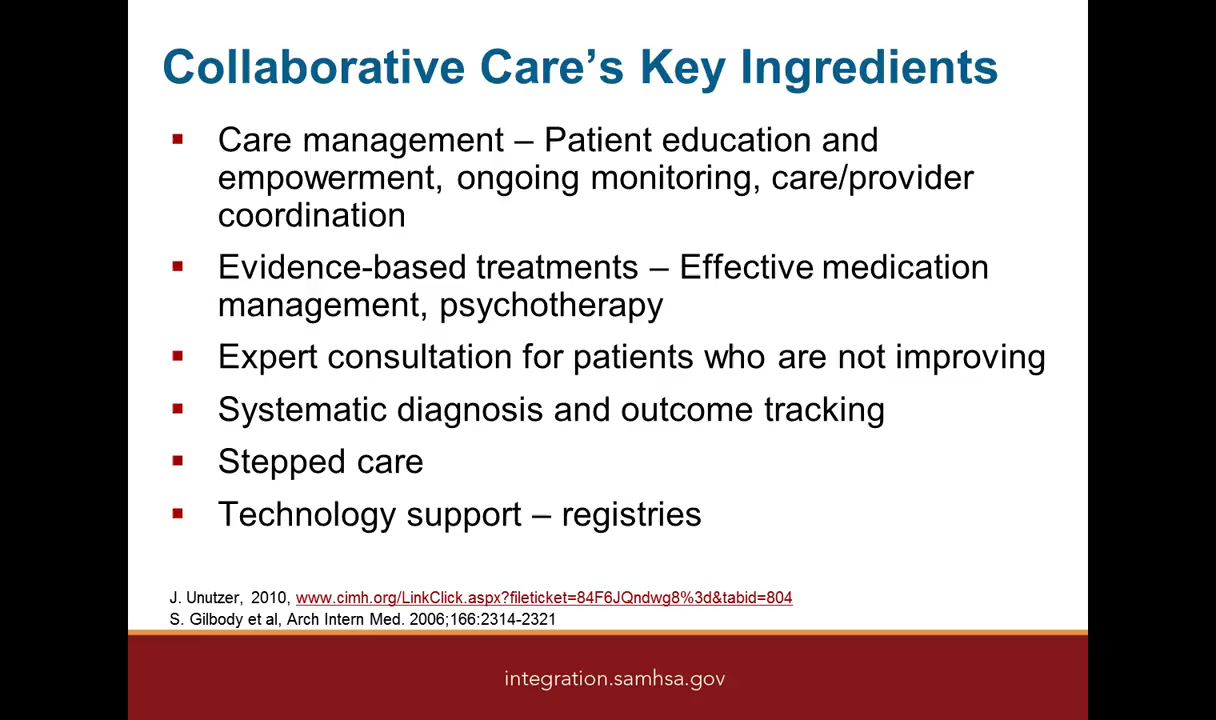 Collaborative Care's Key Ingredients
▪ Care management – Patient education and
empowerment, ongoing monitoring, care/provider
coordination
▪ Evidence-based treatments – Effective medication
management, psychotherapy
▪ Expert consultation for patients who are not improving
▪ Systematic diagnosis and outcome tracking
▪ Stepped care
▪ Technology support – registries
J. Unutzer, 2010, www.cimh.org/LinkClick.aspx?fileticket=84F6JQndwg8%3d&tabid=804
S. Gilbody et al, Arch Intern Med. 2006;166:2314-2321
integration.samhsa.gov